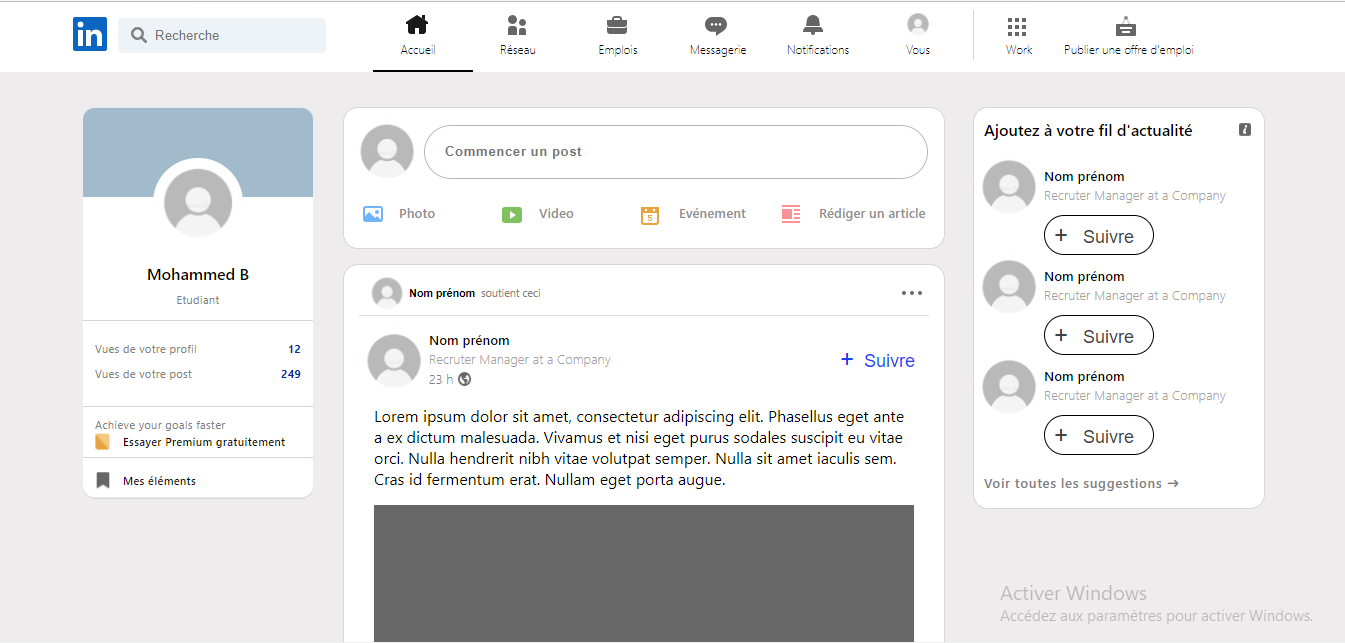 in
Recherche
Accueil
Réseau
Emplois
Messagerie
Notifications
Vous
Work
Publier une offre d'emploi
Mohammed B
Etudiant
Vues de votre profil 12
Vues de votre post 249
Achieve your goals faster
Essayer Premium gratuitement
Mes éléments
Commencer un post
Photo
Video
5
Evénement
Rédiger un article
Nom prénom soutient ceci
Nom prénom
Recruter Manager at a Company
23 h
+ Suivre
Lorem ipsum dolor sit amet, consectetur adipiscing elit. Phasellus eget ante
a ex dictum malesuada. Vivamus et nisi eget purus sodales suscipit eu vitae
orci. Nulla hendrerit nibh vitae volutpat semper. Nulla sit amet iaculis sem.
Cras id fermentum erat. Nullam eget porta augue.
Ajoutez à votre fil d'actualité
Nom prénom
Recruter Manager at a Company
+ Suivre
Nom prénom
Recruter Manager at a Company
+ Suivre
Nom prénom
Recruter Manager at a Company
+ Suivre
Voir toutes les suggestions →
Activer Windows
Accédez aux paramètres pour activer Windows.